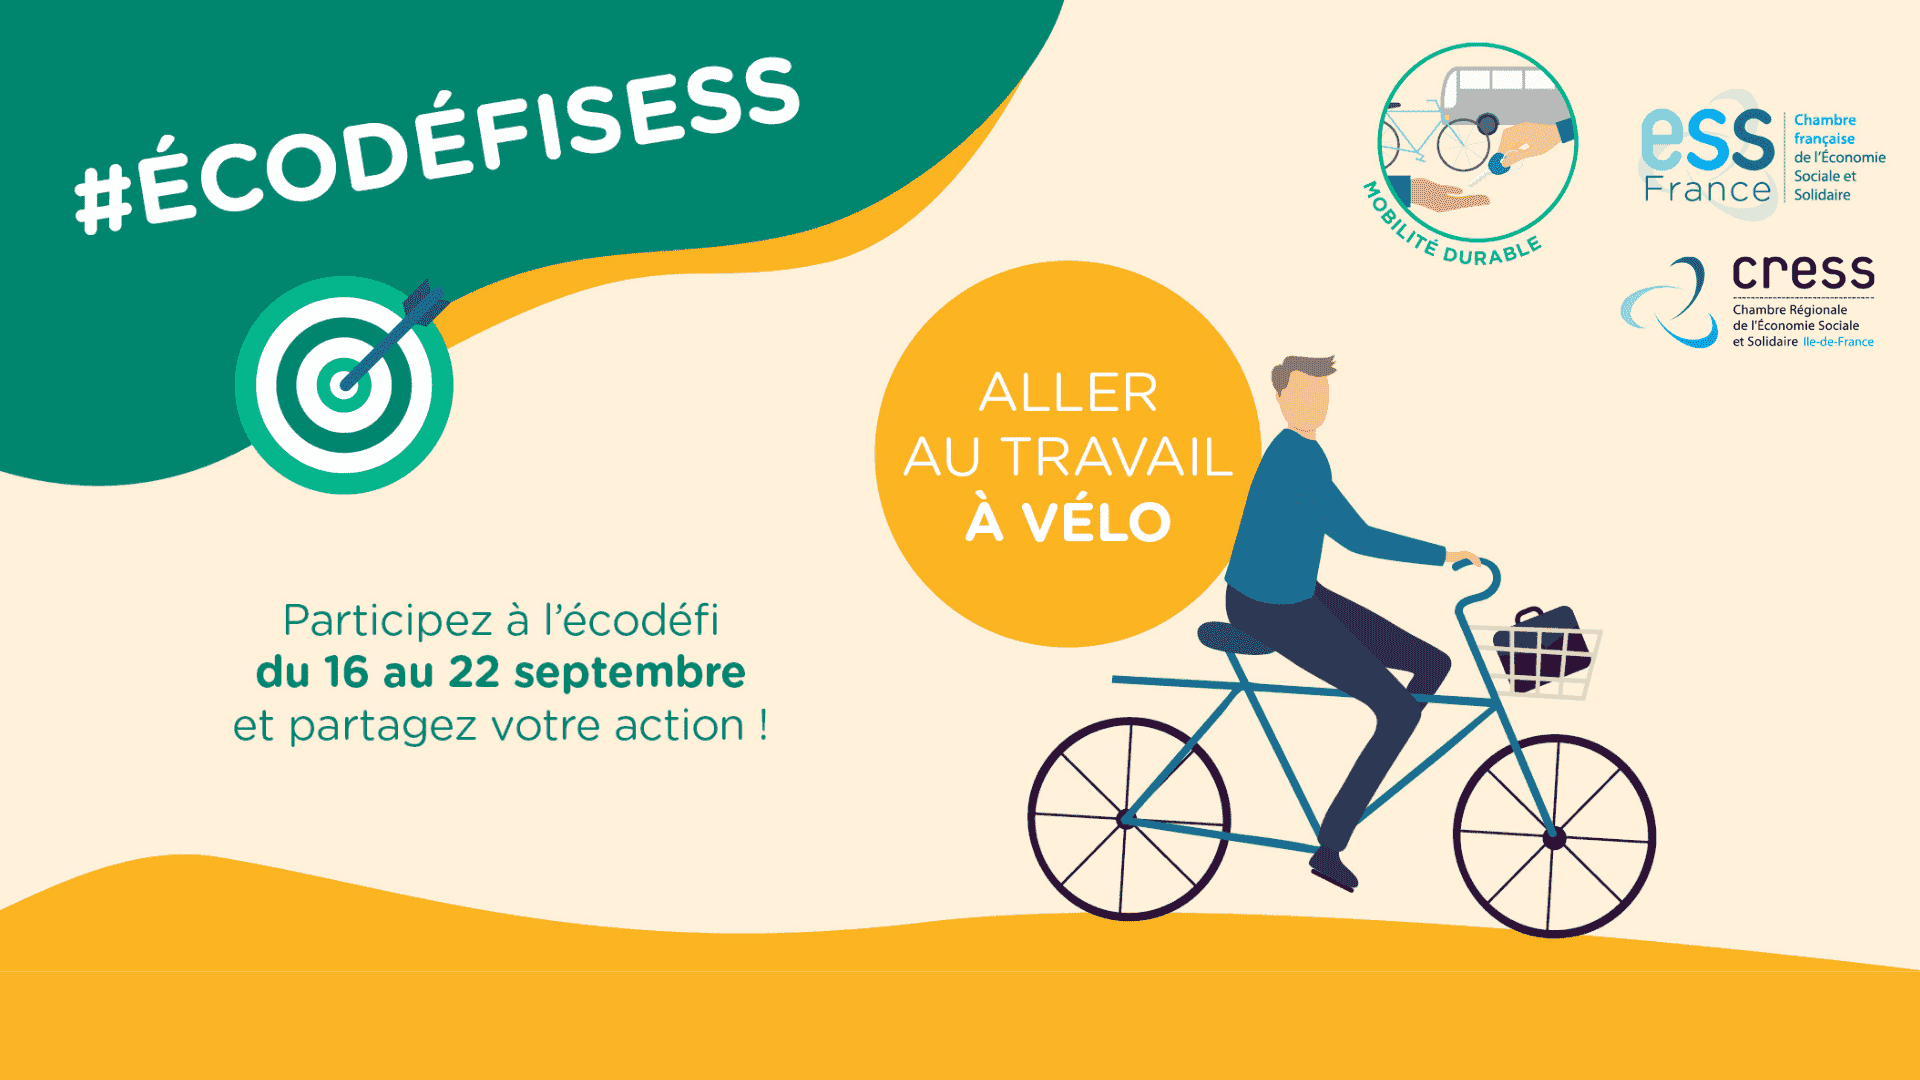 #ÉCODÉFISESS
MOBILITÉ DURABLE
ess
France
Chambre
française
de l'Économie
Sociale et
Solidaire
cress
Chambre Régionale
de l'Économie Sociale
et Solidaire Ile-de-France
ALLER
AU TRAVAIL
À VÉLO
Participez à l'écodéfi
du 16 au 22 septembre
et partagez votre action !